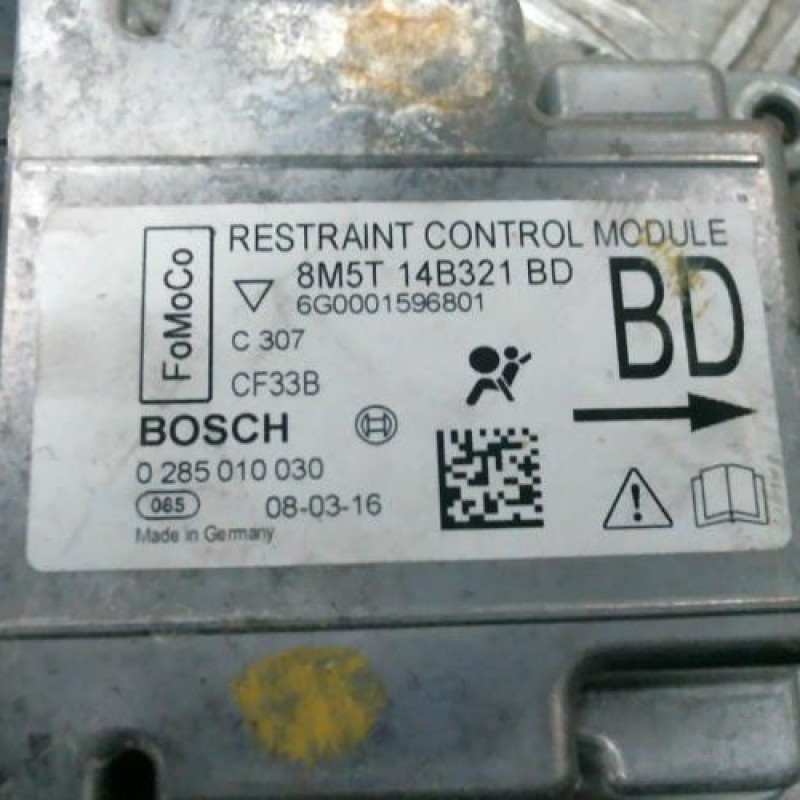 FoMoCo
RESTRAINT CONTROL MODULE
8M5T 14B321 BD
6G0001596801
C 307
CF33B
BD
BOSCH
0 285 010 030
065 08-03-16
Made in Germany